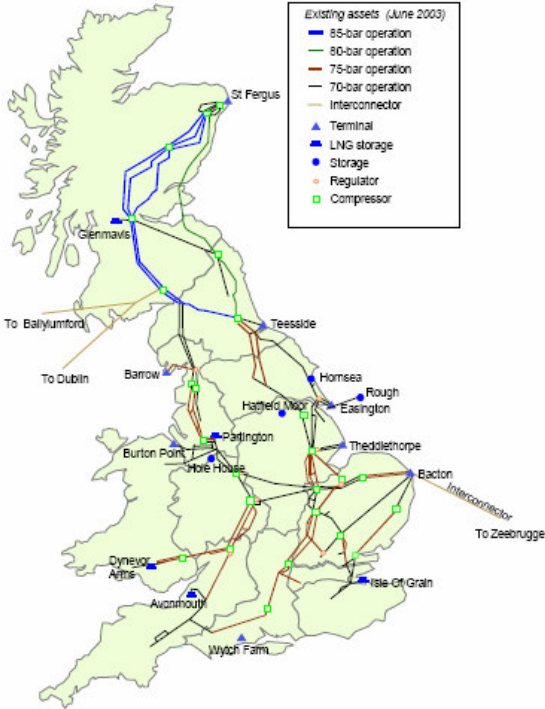 Existing assets (June 2003)
85-bar operation
80-bar operation
75-bar operation
70-bar operation
Interconnector
Terminal
LNG storage
Storage
Regulator
Compressor
St Fergus
Glenmavis
To Ballylumford
To Dublin
Teesside
Barrow
Hornsea
Rough
Hatfield Moor
Easington
Partington
Burton Point
Theddlethorpe
Hole House
Bacton
Interconnector
To Zeebrugge
Dynevor
Arms
Isle Of Grain
Avonmouth
Wytch Farm